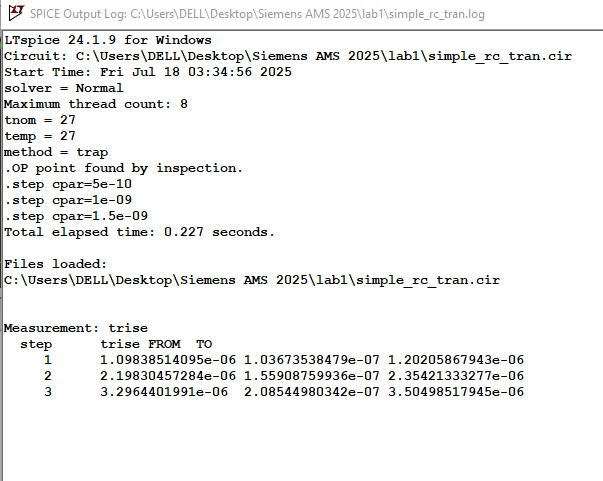 SPICE Output Log: C:\Users\DELL\Desktop\Siemens AMS 2025\lab1\simple_rc_tran.log
LTspice 24.1.9 for Windows
Circuit: C:\Users\DELL\Desktop\Siemens AMS 2025\lab1\simple_rc_tran.cir
Start Time: Fri Jul 18 03:34:56 2025
solver = Normal
Maximum thread count: 8
tnom = 27
temp = 27
method = trap
.OP point found by inspection.
.step cpar=5e-10
.step cpar=1e-09
.step cpar=1.5e-09
Total elapsed time: 0.227 seconds.
Files loaded:
C:\Users\DELL\Desktop\Siemens AMS 2025\lab1\simple_rc_tran.cir
Measurement: trise
step trise FROM TO
1 1.09838514095e-06 1.03673538479e-07 1.20205867943e-06
2 2.19830457284e-06 1.55908759936e-07 2.35421333277e-06
3 3.2964401991e-06 2.08544980342e-07 3.50498517945e-06